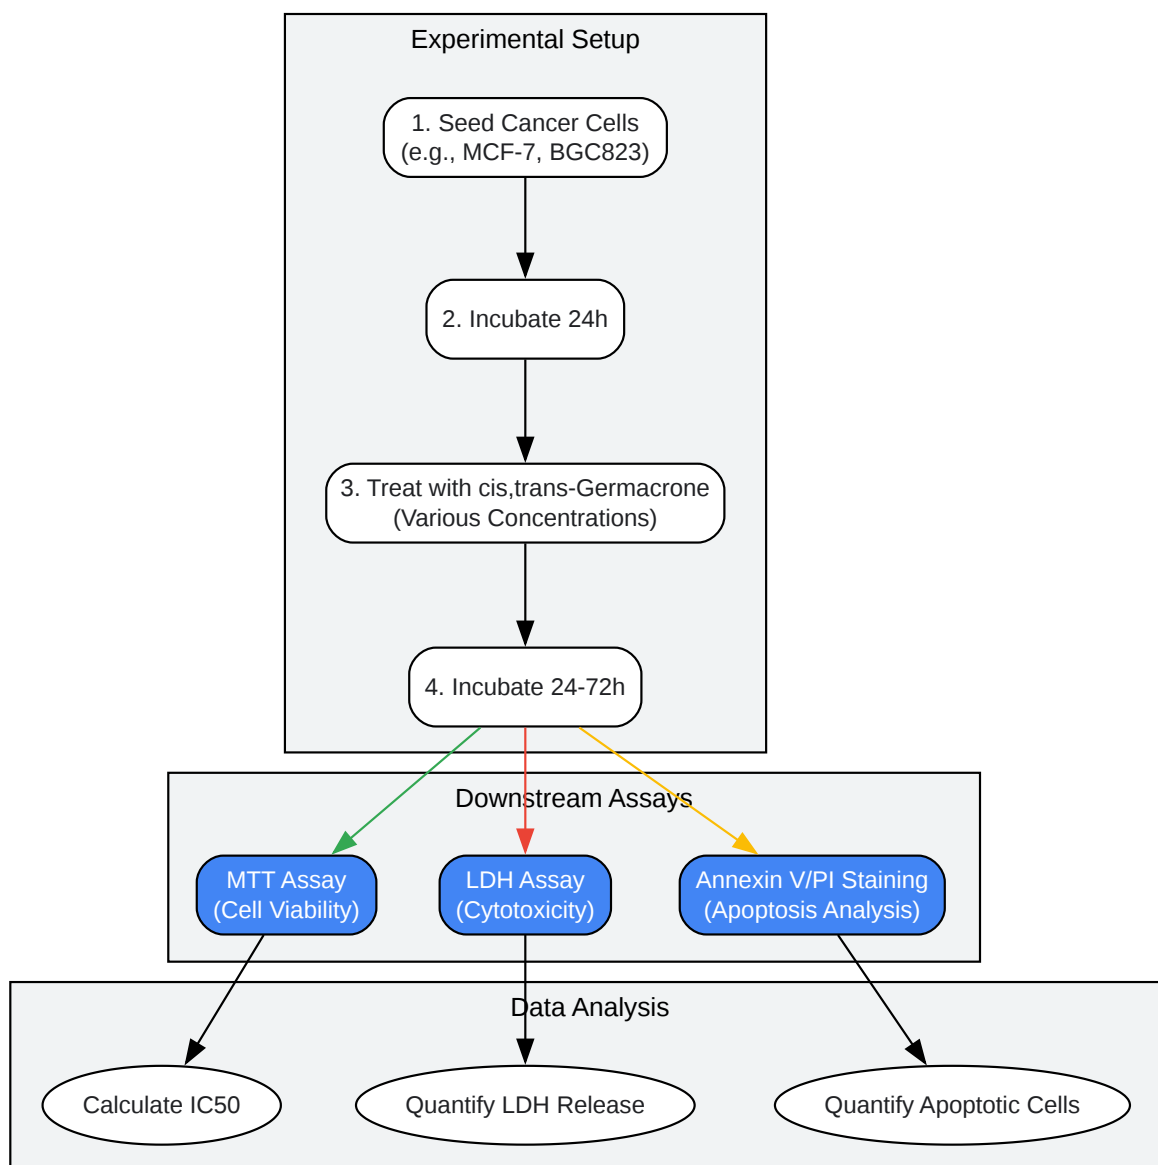 Experimental Setup
1. Seed Cancer Cells
(e.g., MCF-7, BGC823)
2. Incubate 24h
3. Treat with cis,trans-Germacrone
(Various Concentrations)
4. Incubate 24-72h
Downstream Assays
MTT Assay
(Cell Viability)
LDH Assay
(Cytotoxicity)
Annexin V/PI Staining
(Apoptosis Analysis)
Data Analysis
Calculate IC50
Quantify LDH Release
Quantify Apoptotic Cells